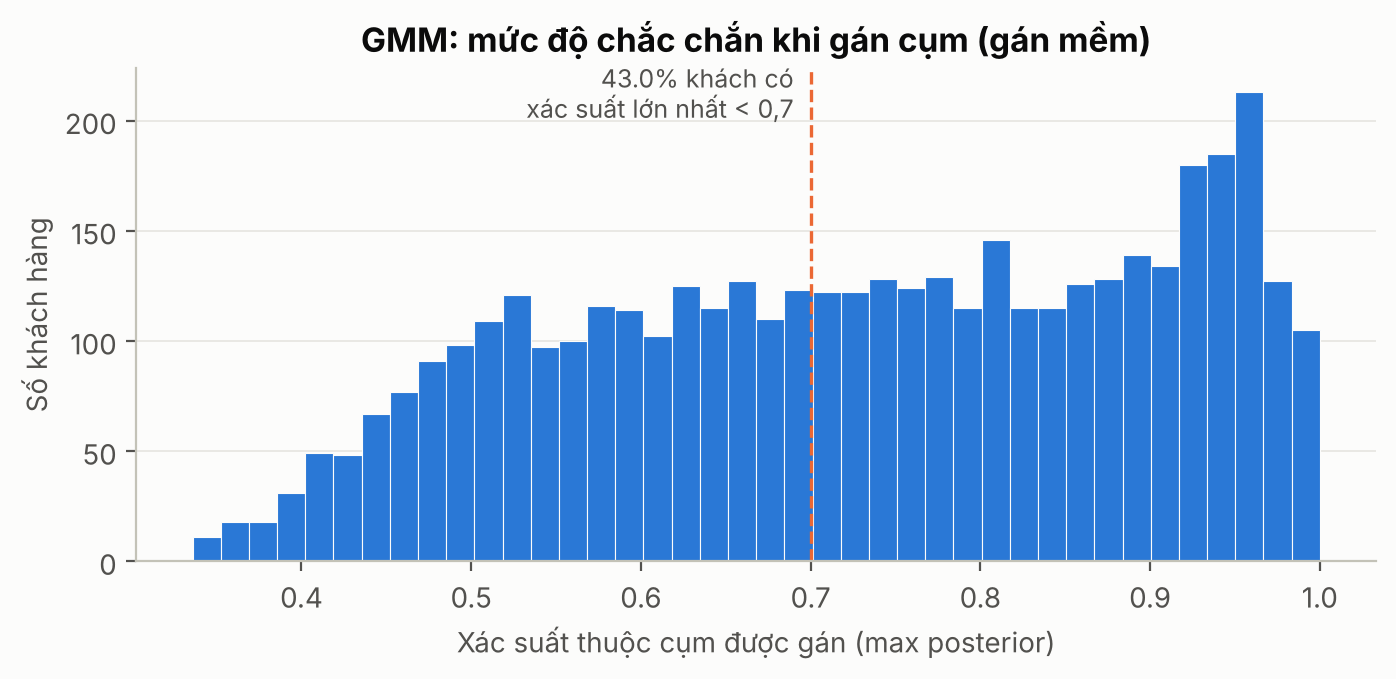 GMM: mức độ chắc chắn khi gán cụm (gán mềm)
43.0% khách có
xác suất lớn nhất < 0,7
Số khách hàng
200
150
100
50
0
0.4
0.5
0.6
0.7
0.8
0.9
1.0
Xác suất thuộc cụm được gán (max posterior)